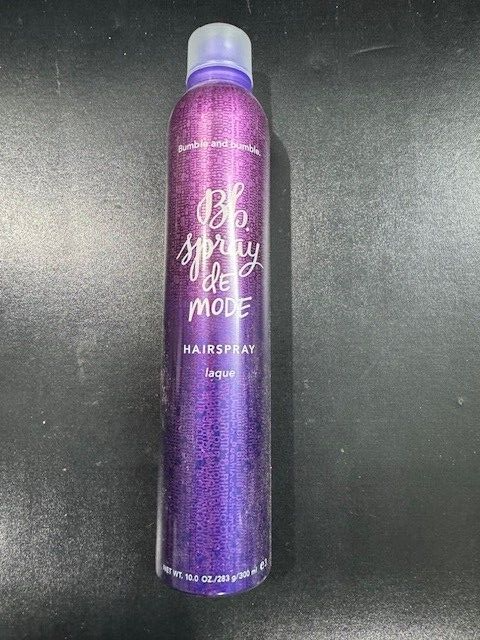 Bumble and bumble.
Bb.
spray
de
MODE
HAIRSPRAY
laque
NET WT. 10.0 OZ./283 g/300 ml e